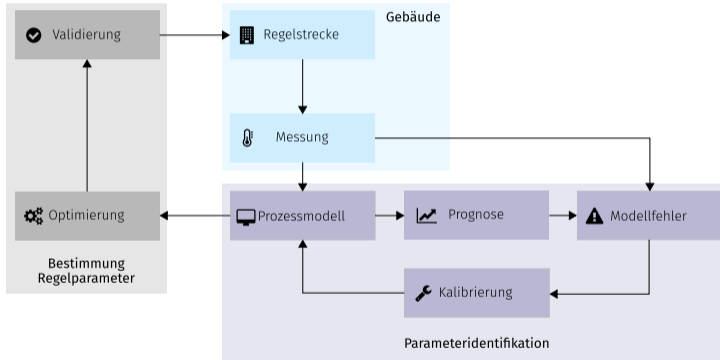 Gebäude
Validierung
Regelstrecke
Messung
Optimierung
Prozessmodell
Prognose
Modellfehler
Bestimmung
Regelparameter
Kalibrierung
Parameteridentifikation